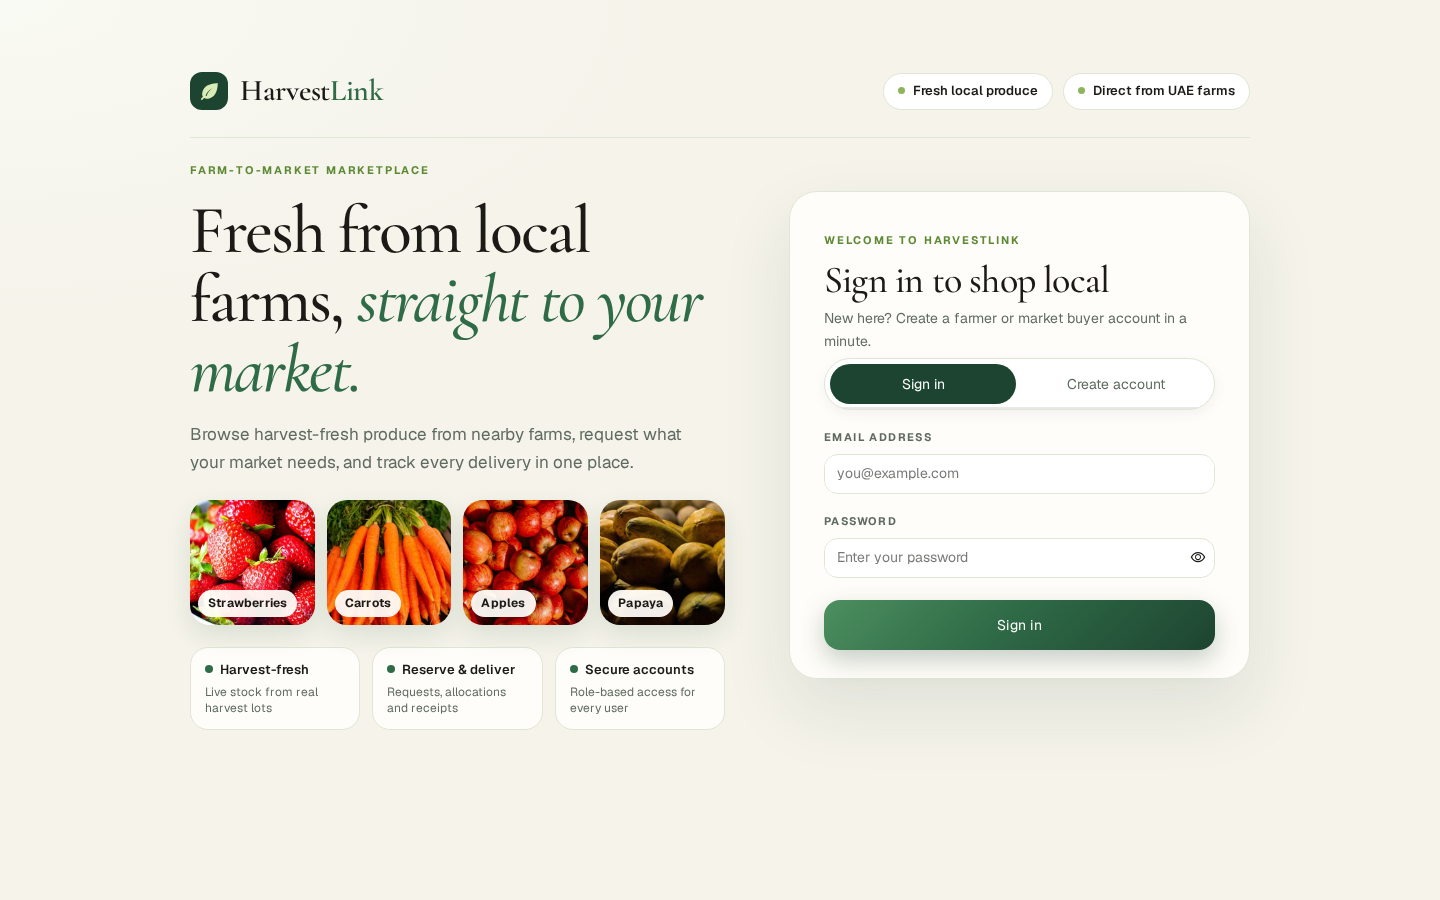 HarvestLink
Fresh local produce
Direct from UAE farms
FARM-TO-MARKET MARKETPLACE
Fresh from local
farms, straight to your
market.
Browse harvest-fresh produce from nearby farms, request what
your market needs, and track every delivery in one place.
Strawberries
Carrots
Apples
Papaya
Harvest-fresh
Live stock from real
harvest lots
Reserve & deliver
Requests, allocations
and receipts
Secure accounts
Role-based access for
every user
WELCOME TO HARVESTLINK
Sign in to shop local
New here? Create a farmer or market buyer account in a
minute.
Sign in
Create account
EMAIL ADDRESS
you@example.com
PASSWORD
Enter your password
Sign in